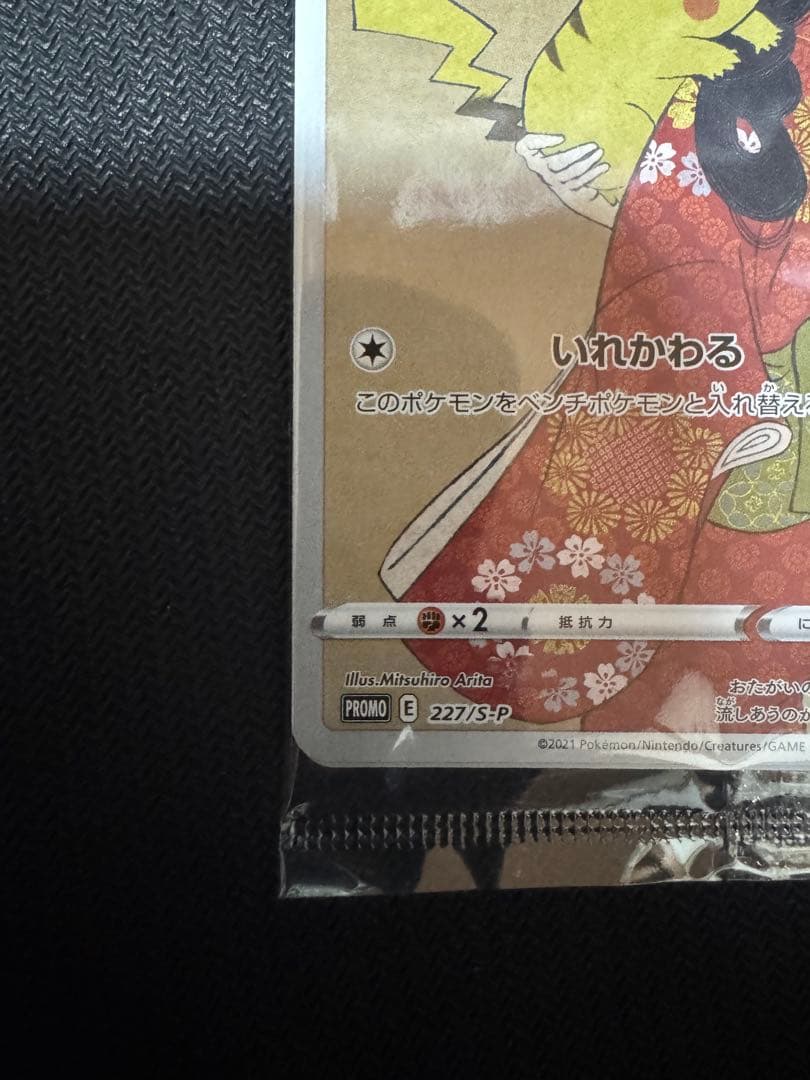 いれかわる
このポケモンをベンチポケモンと入れ替え
弱点 ×2 抵抗力 に
Illus.Mitsuhiro Arita
おたがいの
PROMO E 227/S-P
流しあうのが
©2021 Pokémon/Nintendo/Creatures/GAME